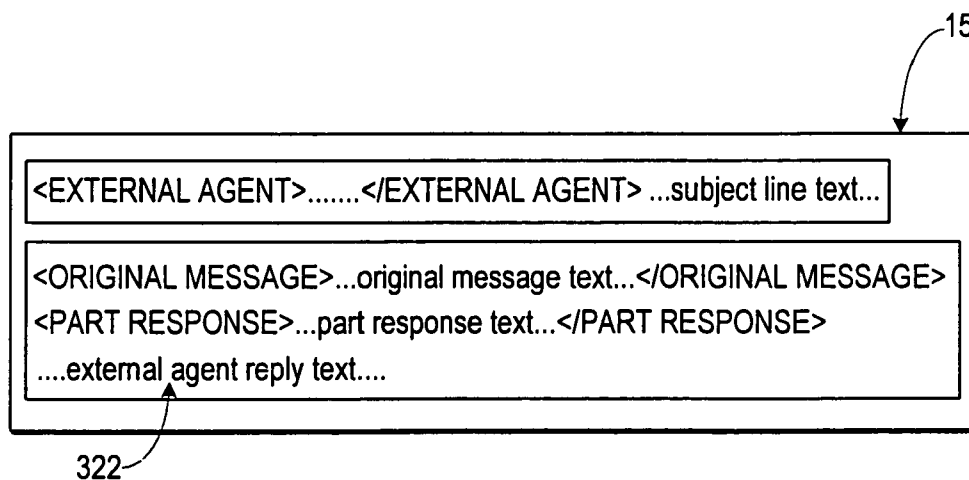 15
<EXTERNAL AGENT>.......</EXTERNAL AGENT> ...subject line text...
<ORIGINAL MESSAGE>...original message text...</ORIGINAL MESSAGE>
<PART RESPONSE>...part response text...</PART RESPONSE>
....external agent reply text....
322